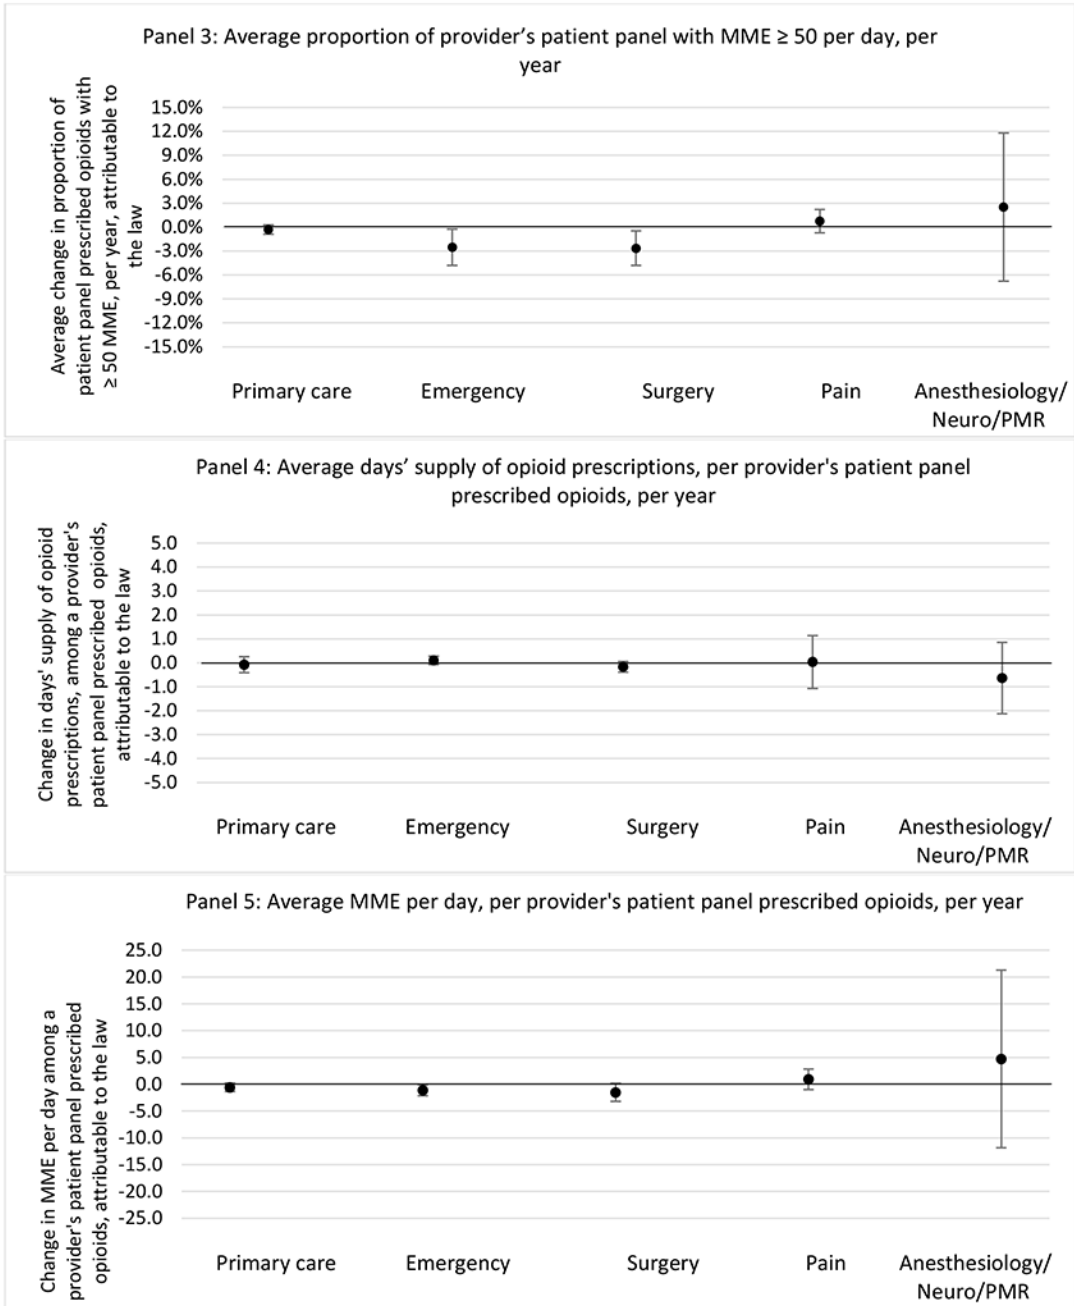 Panel 3: Average proportion of provider’s patient panel with MME ≥ 50 per day, per
year
Average change in proportion of
patient panel prescribed opioids with
≥ 50 MME, per year, attributable to
the law
15.0%
12.0%
9.0%
6.0%
3.0%
0.0%
-3.0%
-6.0%
-9.0%
-12.0%
-15.0%
Primary care
Emergency
Surgery
Pain
Anesthesiology/
Neuro/PMR
Panel 4: Average days’ supply of opioid prescriptions, per provider's patient panel
prescribed opioids, per year
Change in days' supply of opioid
prescriptions, among a provider's
patient panel prescribed opioids,
attributable to the law
5.0
4.0
3.0
2.0
1.0
0.0
-1.0
-2.0
-3.0
-4.0
-5.0
Primary care
Emergency
Surgery
Pain
Anesthesiology/
Neuro/PMR
Panel 5: Average MME per day, per provider's patient panel prescribed opioids, per year
Change in MME per day among a
provider's patient panel prescribed
opioids, attributable to the law
25.0
20.0
15.0
10.0
5.0
0.0
-5.0
-10.0
-15.0
-20.0
-25.0
Primary care
Emergency
Surgery
Pain
Anesthesiology/
Neuro/PMR